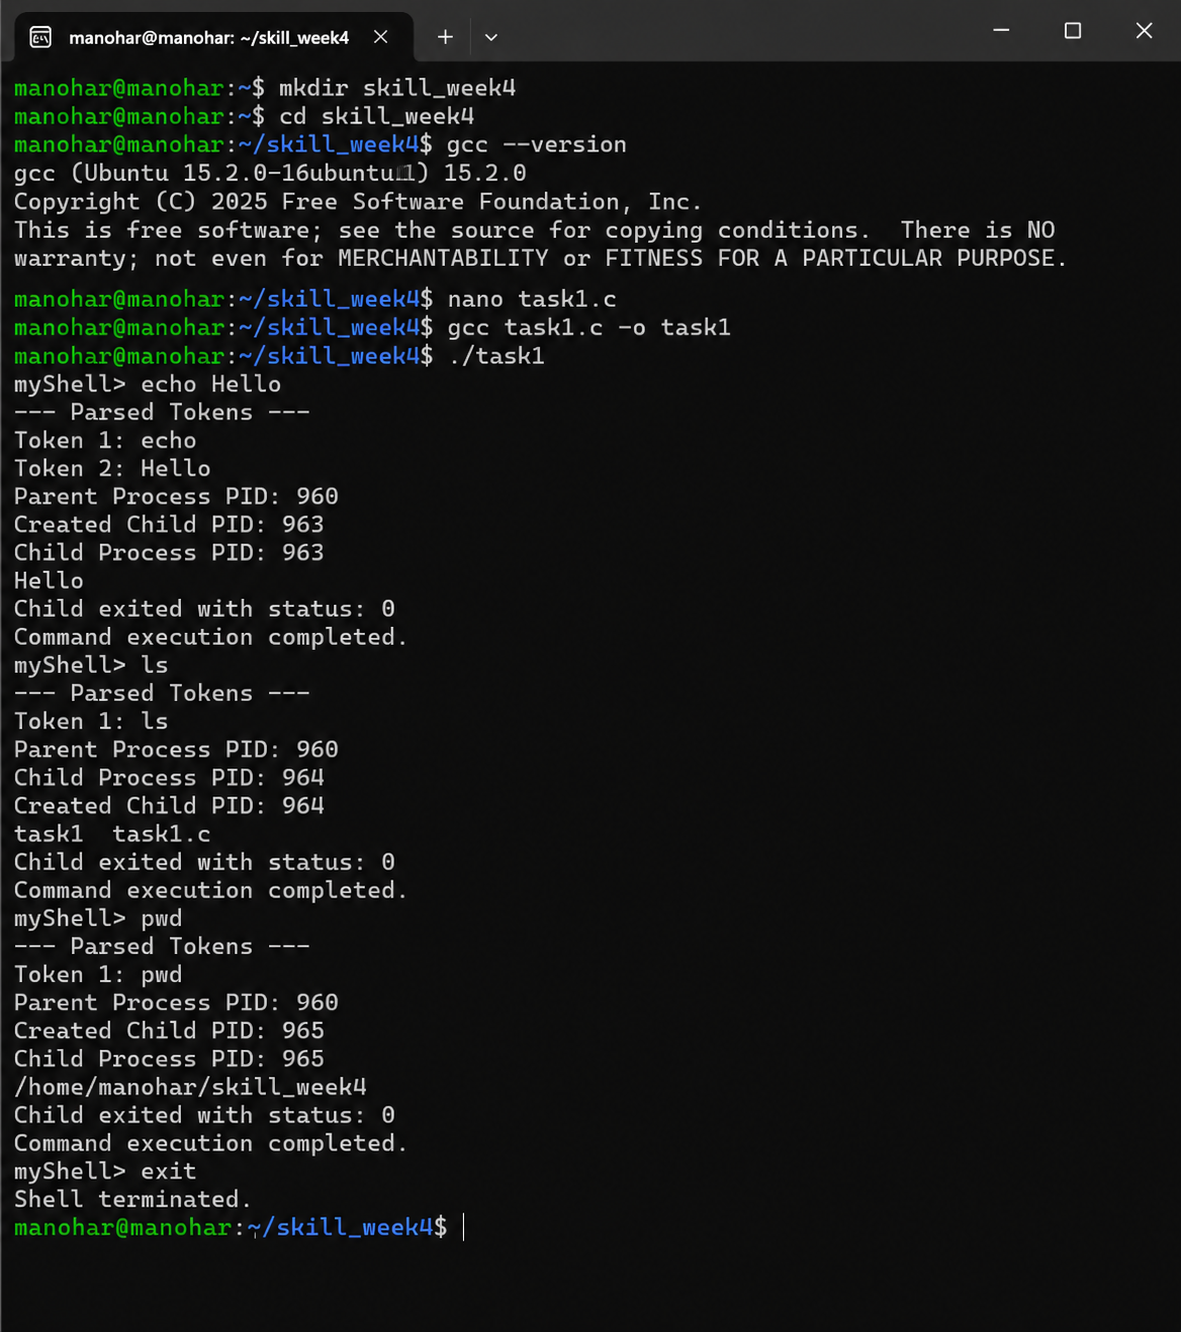 manohar@manohar: ~/skill_week4
manohar@manohar:~$ mkdir skill_week4
manohar@manohar:~$ cd skill_week4
manohar@manohar:~/skill_week4$ gcc --version
gcc (Ubuntu 15.2.0-16ubuntu1) 15.2.0
Copyright (C) 2025 Free Software Foundation, Inc.
This is free software; see the source for copying conditions.  There is NO
warranty; not even for MERCHANTABILITY or FITNESS FOR A PARTICULAR PURPOSE.
manohar@manohar:~/skill_week4$ nano task1.c
manohar@manohar:~/skill_week4$ gcc task1.c -o task1
manohar@manohar:~/skill_week4$ ./task1
myShell> echo Hello
--- Parsed Tokens ---
Token 1: echo
Token 2: Hello
Parent Process PID: 960
Created Child PID: 963
Child Process PID: 963
Hello
Child exited with status: 0
Command execution completed.
myShell> ls
--- Parsed Tokens ---
Token 1: ls
Parent Process PID: 960
Child Process PID: 964
Created Child PID: 964
task1  task1.c
Child exited with status: 0
Command execution completed.
myShell> pwd
--- Parsed Tokens ---
Token 1: pwd
Parent Process PID: 960
Created Child PID: 965
Child Process PID: 965
/home/manohar/skill_week4
Child exited with status: 0
Command execution completed.
myShell> exit
Shell terminated.
manohar@manohar:~/skill_week4$